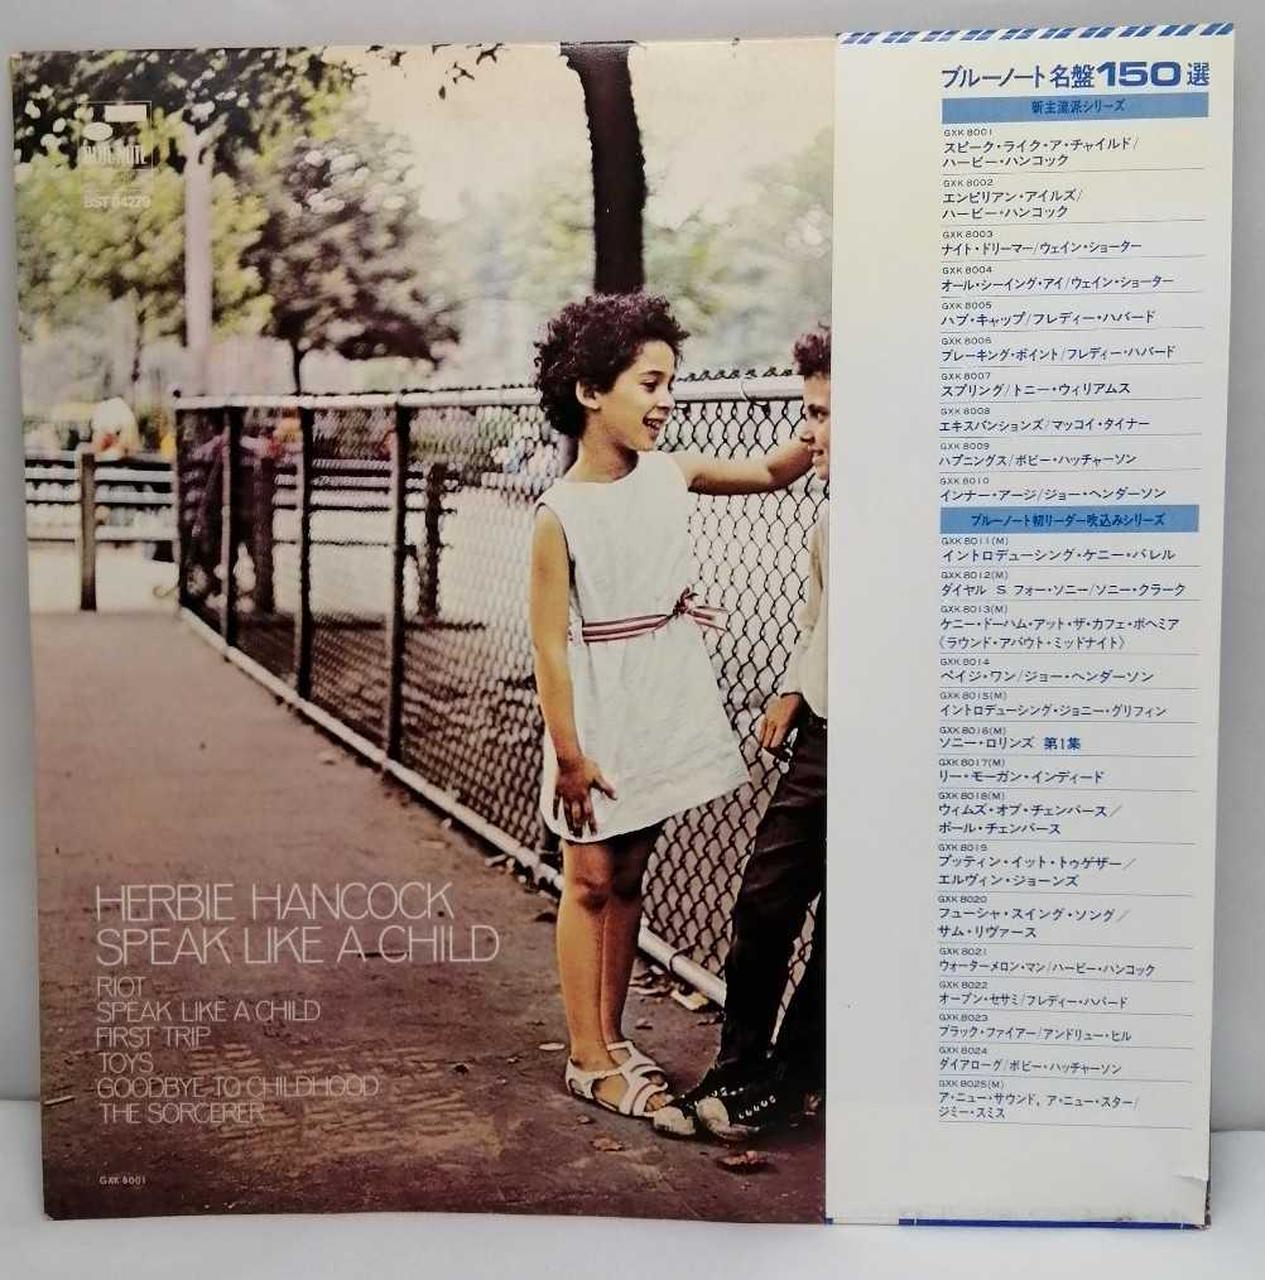 BLUE NOTE
BST 84279
HERBIE HANCOCK
SPEAK LIKE A CHILD
RIOT
SPEAK LIKE A CHILD
FIRST TRIP
TOYS
GOODBYE TO CHILDHOOD
THE SORCERER
GXK 8001
ブルーノート名盤150選
新主流派シリーズ
GXK 8001
スピーク・ライク・ア・チャイルド/
ハービー・ハンコック
GXK 8002
エンピリアン・アイルズ/
ハービー・ハンコック
GXK 8003
ナイト・ドリーマー/ウェイン・ショーター
GXK 8004
オール・シーイング・アイ/ウェイン・ショーター
GXK 8005
ハブ・キャップ/フレディー・ハバード
GXK 8006
ブレーキング・ポイント/フレディー・ハバード
GXK 8007
スプリング/トニー・ウィリアムス
GXK 8008
エキスパンションズ/マッコイ・タイナー
GXK 8009
ハプニングス/ボビー・ハッチャーソン
GXK 8010
インナー・アージ/ジョー・ヘンダーソン
ブルーノート初リーダー吹込みシリーズ
GXK 8011(M)
イントロデューシング・ケニー・バレル
GXK 8012(M)
ダイヤル S フォー・ソニー/ソニー・クラーク
GXK 8013(M)
ケニー・ドーハム・アット・ザ・カフェ・ボヘミア
《ラウンド・アバウト・ミッドナイト》
GXK 8014
ペイジ・ワン/ジョー・ヘンダーソン
GXK 8015(M)
イントロデューシング・ジョニー・グリフィン
GXK 8016(M)
ソニー・ロリンズ 第1集
GXK 8017(M)
リー・モーガン・インディード
GXK 8018(M)
ウィムズ・オブ・チェンバース/
ポール・チェンバース
GXK 8019
プッティン・イット・トゥゲザー/
エルヴィン・ジョーンズ
GXK 8020
フューシャ・スイング・ソング/
サム・リヴァース
GXK 8021
ウォーターメロン・マン/ハービー・ハンコック
GXK 8022
オープン・セサミ/フレディー・ハバード
GXK 8023
ブラック・ファイアー/アンドリュー・ヒル
GXK 8024
ダイアローグ/ボビー・ハッチャーソン
GXK 8025(M)
ア・ニュー・サウンド, ア・ニュー・スター/
ジミー・スミス